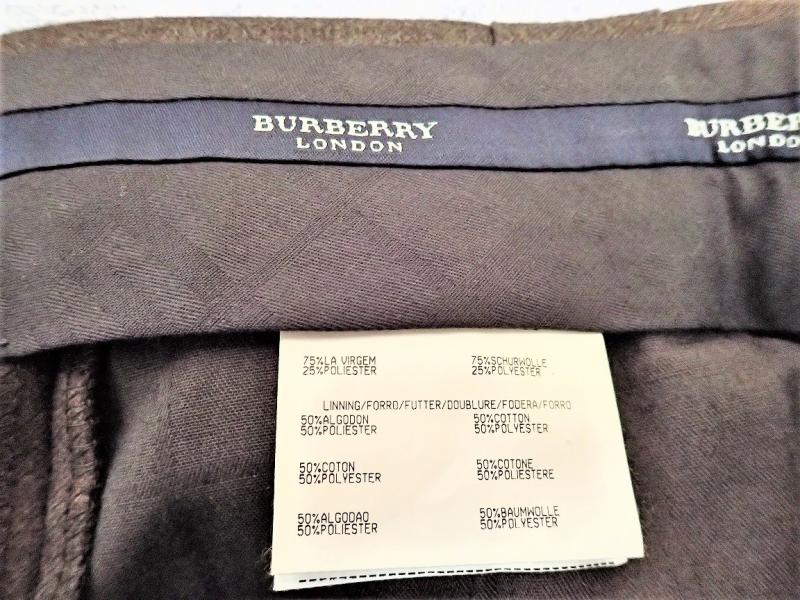 BURBERRY
LONDON
BURBER
LONDO
75%LA VIRGEM
25%POLIESTER
75%SCHURWOLLE
25%POLYESTER
LINNING/FORRO/FUTTER/DOUBLURE/FODERA/FORRO
50%ALGODON
50%POLIESTER
50%COTTON
50%POLYESTER
50%COTON
50%POLYESTER
50%COTONE
50%POLIESTERE
50%ALGODAO
50%POLIESTER
50%BAUMWOLLE
50%POLYESTER